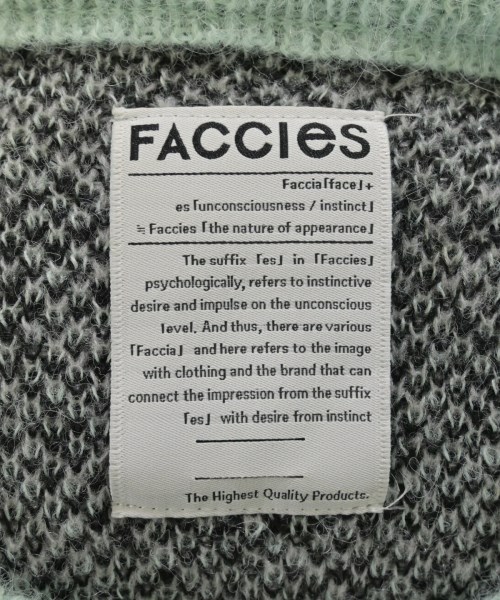 FACCIES
Faccia「face」+
es「unconsciousness / instinct」
≒ Faccies「the nature of appearance」
The suffix 「es」 in 「Faccies」
psychologically, refers to instinctive
desire and impulse on the unconscious
level. And thus, there are various
「Faccia」 and here refers to the image
with clothing and the brand that can
connect the impression from the suffix
「es」 with desire from instinct
The Highest Quality Products.